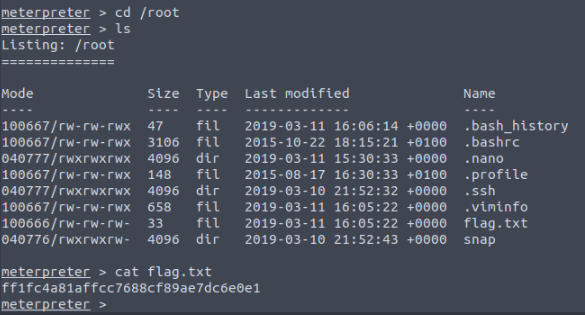 meterpreter > cd /root
meterpreter > ls
Listing: /root
==============
Mode Size Type Last modified Name
---- ---- ---- ------------- ----
100667/rw-rw-rwx 47 fil 2019-03-11 16:06:14 +0000 .bash_history
100667/rw-rw-rwx 3106 fil 2015-10-22 18:15:21 +0100 .bashrc
040777/rwxrwxrwx 4096 dir 2019-03-11 15:30:33 +0000 .nano
100667/rw-rw-rwx 148 fil 2015-08-17 16:30:33 +0100 .profile
040777/rwxrwxrwx 4096 dir 2019-03-10 21:52:32 +0000 .ssh
100667/rw-rw-rwx 658 fil 2019-03-11 16:05:22 +0000 .viminfo
100666/rw-rw-rw- 33 fil 2019-03-11 16:05:22 +0000 flag.txt
040776/rwxrwxrw- 4096 dir 2019-03-10 21:52:43 +0000 snap
meterpreter > cat flag.txt
ff1fc4a81affcc7688cf89ae7dc6e0e1
meterpreter >